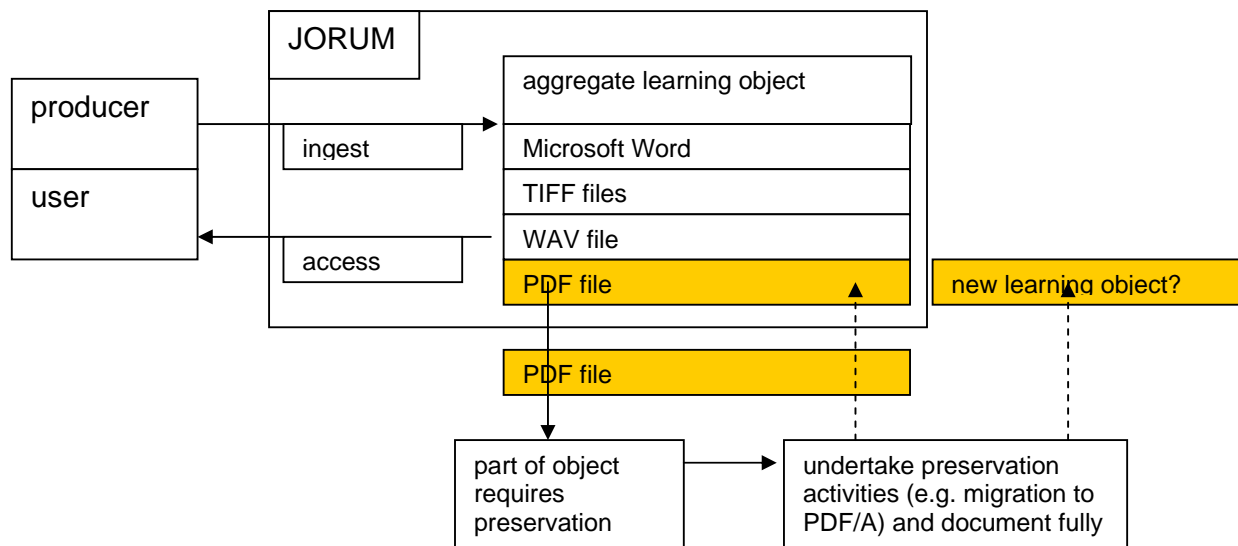 JORUM
producer
user
ingest
access
aggregate learning object
Microsoft Word
TIFF files
WAV file
PDF file
new learning object?
PDF file
part of object
requires
preservation
undertake preservation
activities (e.g. migration to
PDF/A) and document fully